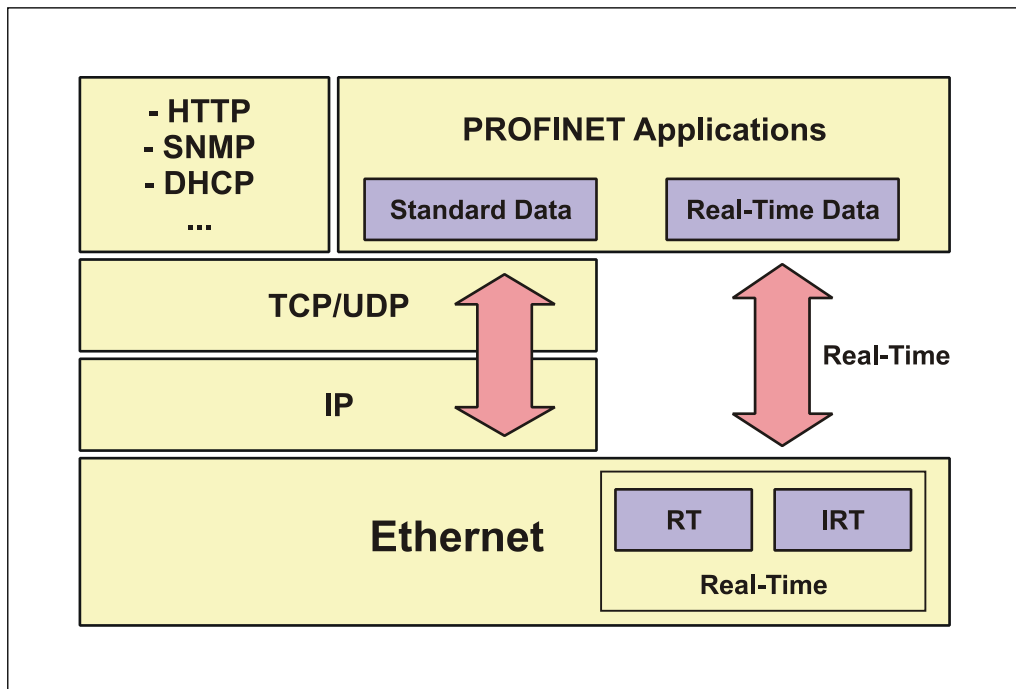 - HTTP
- SNMP
- DHCP
...
PROFINET Applications
Standard Data
Real-Time Data
TCP/UDP
Real-Time
IP
Ethernet
RT
IRT
Real-Time